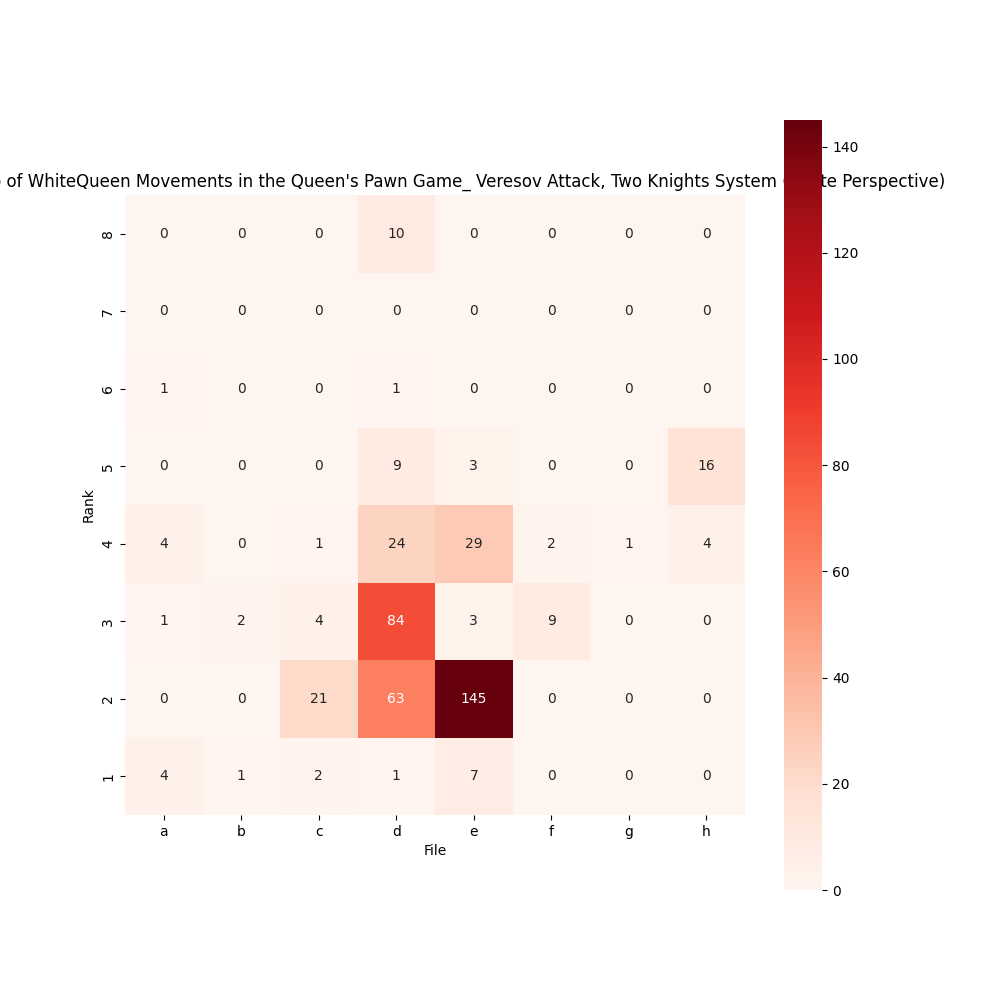 of WhiteQueen Movements in the Queen's Pawn Game_ Veresov Attack, Two Knights System Perspective)
Rank
8 0 0 0 10 0 0 0 0
7 0 0 0 0 0 0 0 0
6 1 0 0 1 0 0 0 0
5 0 0 0 9 3 0 0 16
4 4 0 1 24 29 2 1 4
3 1 2 4 84 3 9 0 0
2 0 0 21 63 145 0 0 0
1 4 1 2 1 7 0 0 0
a b c d e f g h
File
140
120
100
80
60
40
20
0